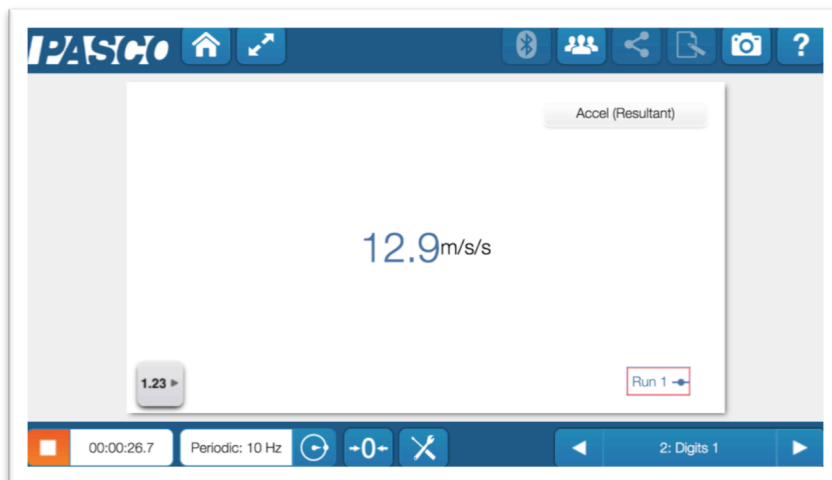 PASCO
?
Accel (Resultant)
12.9m/s/s
1.23
Run 1
00:00:26.7
Periodic: 10 Hz
→0←
2: Digits 1